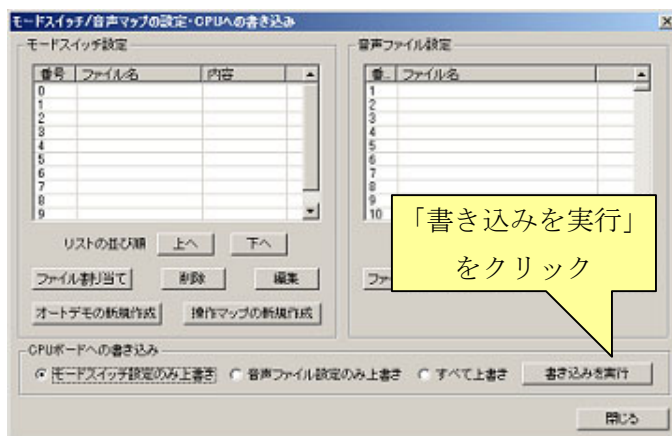 モードスイッチ/音声マップの設定・CPUへの書き込み
モードスイッチ設定
番号 ファイル名 内容
0
1
2
3
4
5
6
7
8
9
リストの並び順 上へ 下へ
ファイル割り当て 削除 編集
オートデモの新規作成 操作マップの新規作成
音声ファイル設定
番.. ファイル名
1
2
3
4
5
6
7
8
9
10
「書き込みを実行」
をクリック
CPUボードへの書き込み
モードスイッチ設定のみ上書き 音声ファイル設定のみ上書き すべて上書き 書き込みを実行
閉じる